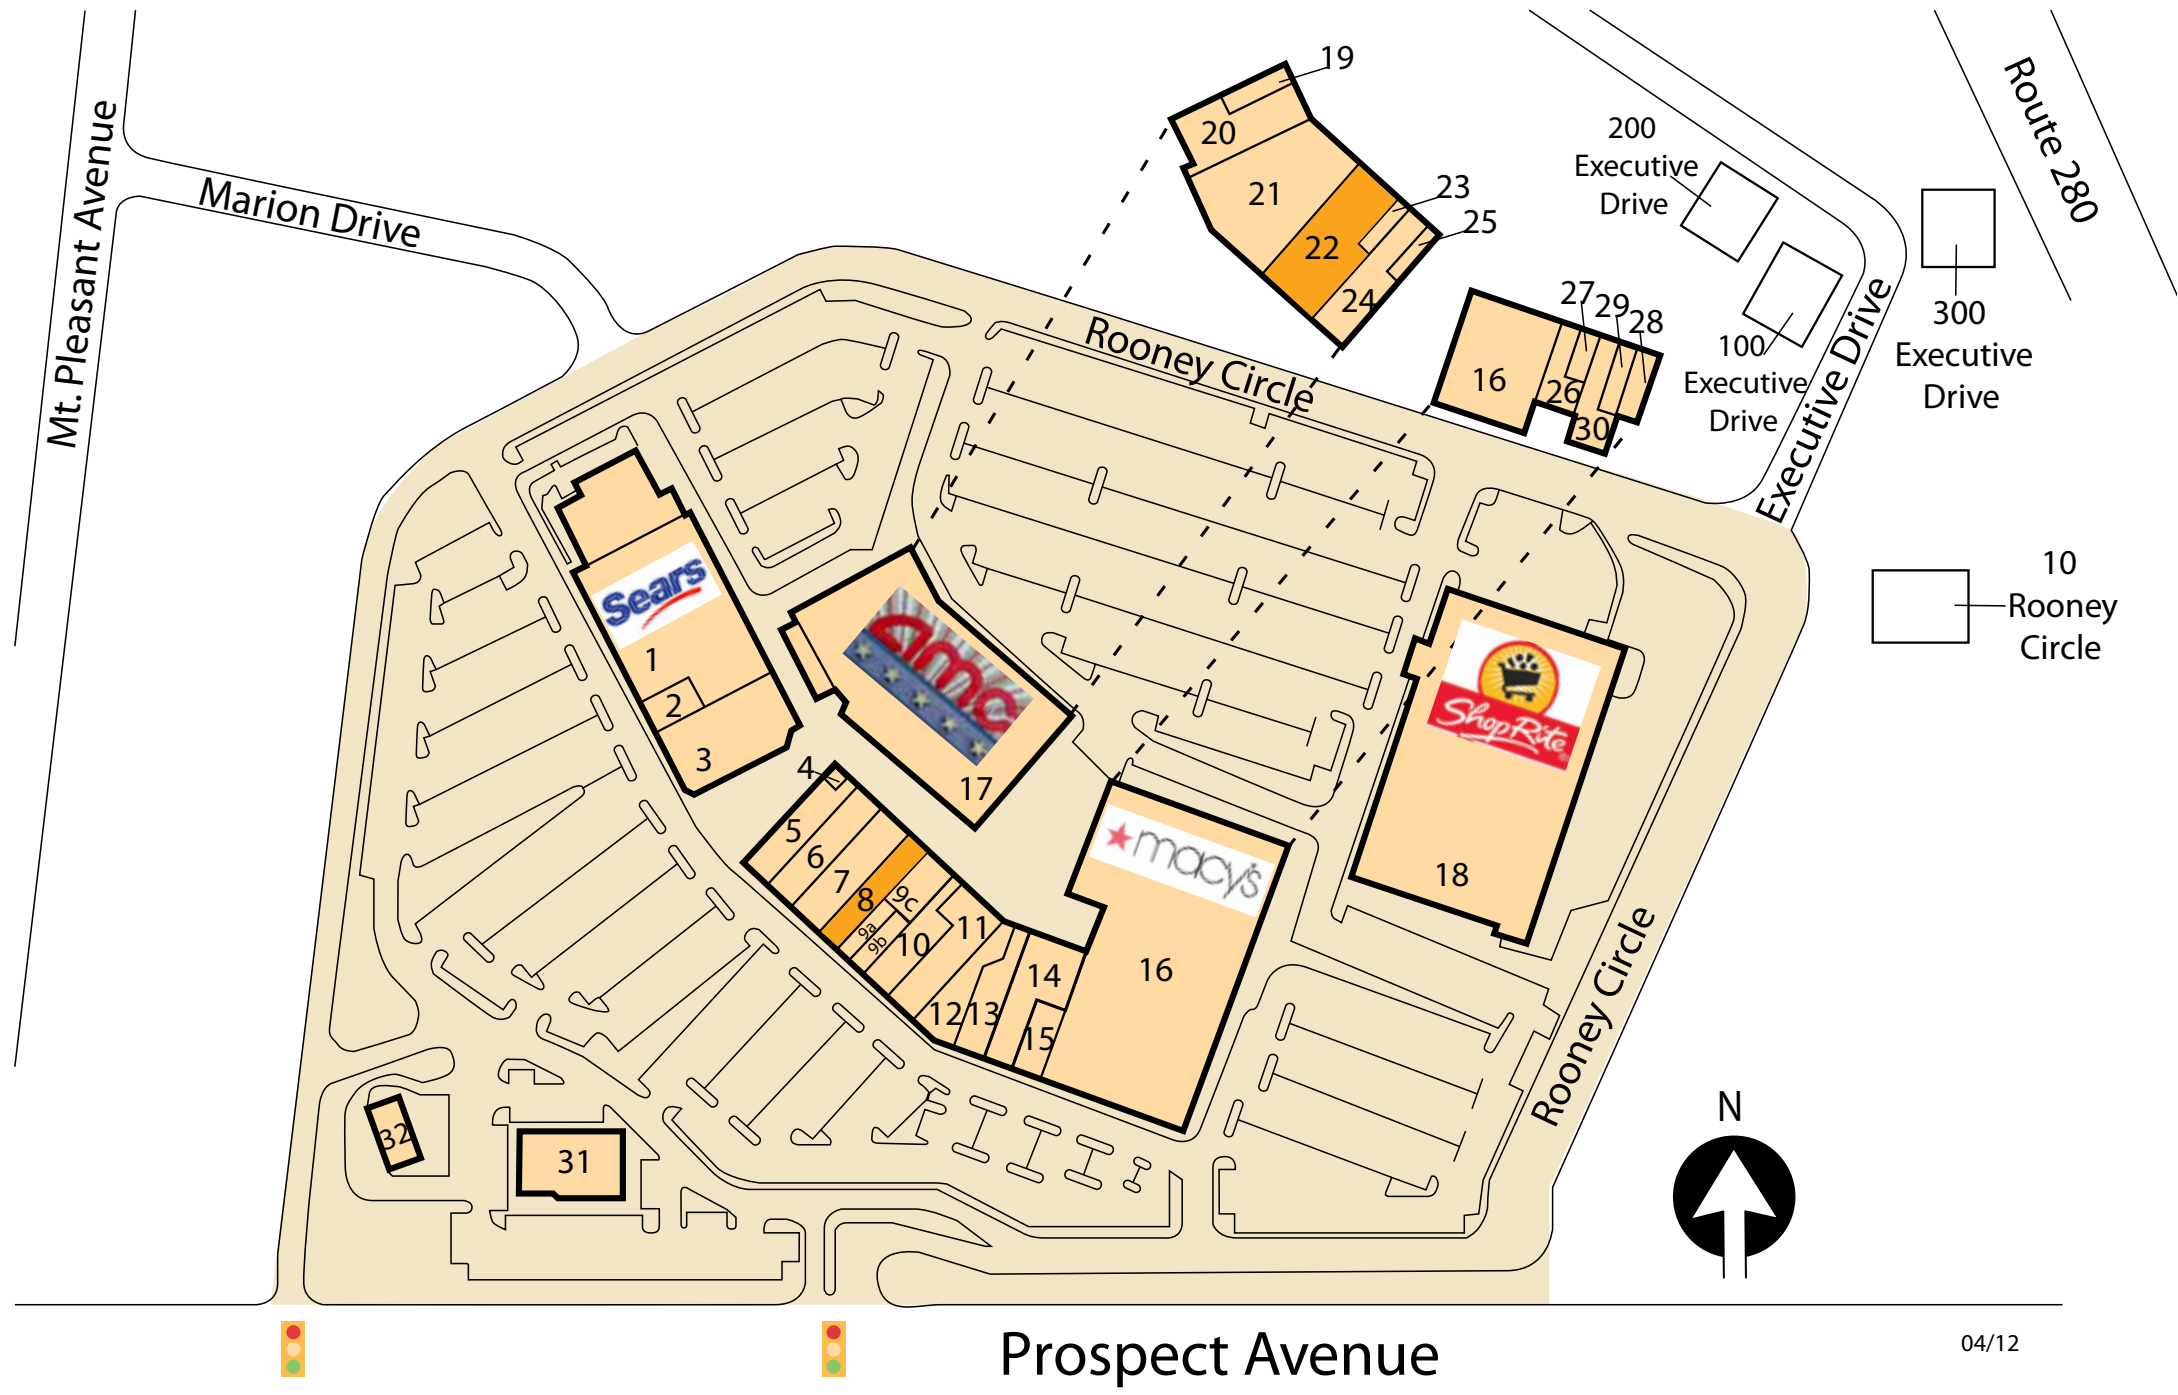 19
20
21
22
23
25
24
200
Executive
Drive
Route 280
Mt. Pleasant Avenue
Marion Drive
Rooney Circle
27
29
28
16
26
30
100
Executive
Drive
Executive Drive
300
Executive
Drive
10
Rooney
Circle
Sears
1
2
3
amc
17
ShopRite
18
4
5
6
7
8
9c
9a
9b
10
11
12
13
14
15
macy's
16
Rooney Circle
32
31
N
Prospect Avenue
04/12